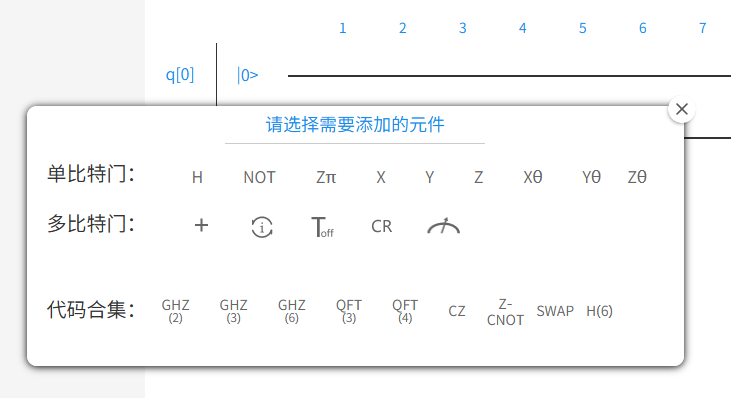 1 2 3 4 5 6 7
q[0] |0>
请选择需要添加的元件
单比特门： H NOT Zπ X Y Z Xθ Yθ Zθ
多比特门： + i Toff CR
代码合集： GHZ (2) GHZ (3) GHZ (6) QFT (3) QFT (4) CZ Z-CNOT SWAP H(6)